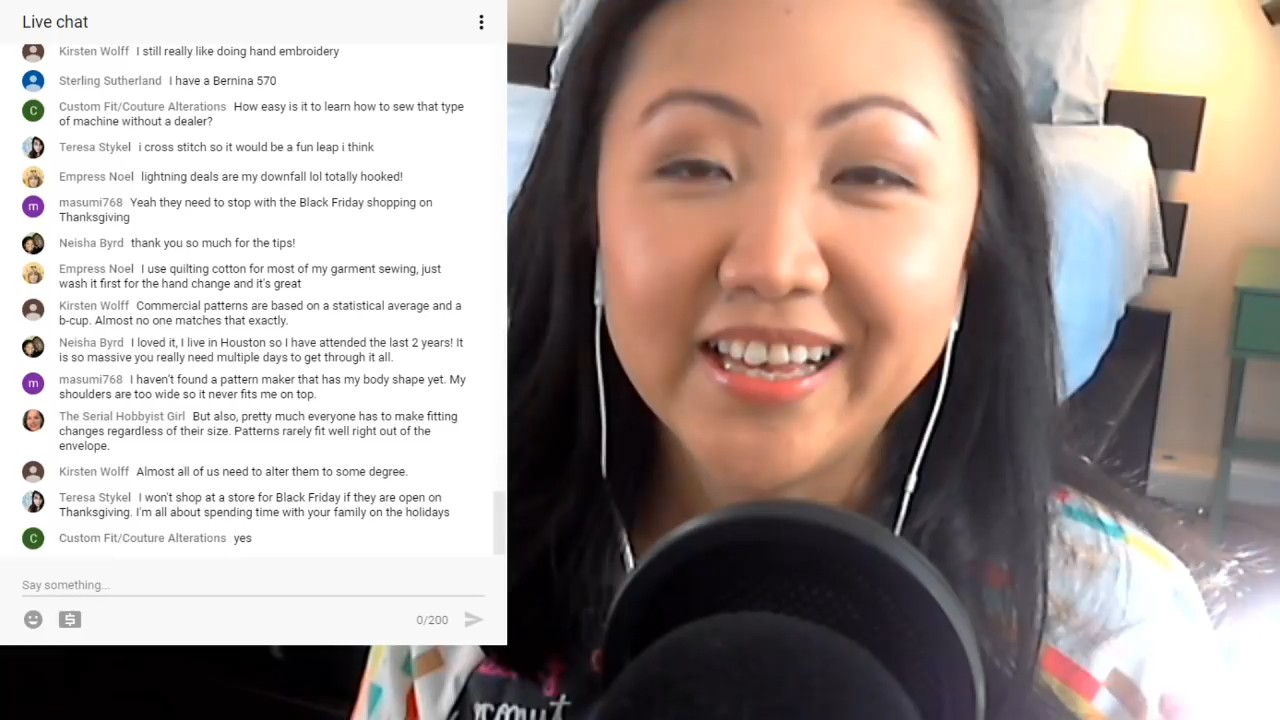 Live chat
Kirsten Wolff I still really like doing hand embroidery
Sterling Sutherland I have a Bernina 570
C
Custom Fit/Couture Alterations How easy is it to learn how to sew that type
of machine without a dealer?
Teresa Stykel i cross stitch so it would be a fun leap i think
Empress Noel lightning deals are my downfall lol totally hooked!
m
masumi768 Yeah they need to stop with the Black Friday shopping on
Thanksgiving
Neisha Byrd thank you so much for the tips!
Empress Noel I use quilting cotton for most of my garment sewing, just
wash it first for the hand change and it's great
Kirsten Wolff Commercial patterns are based on a statistical average and a
b-cup. Almost no one matches that exactly.
Neisha Byrd I loved it, I live in Houston so I have attended the last 2 years! It
is so massive you really need multiple days to get through it all.
m
masumi768 I haven't found a pattern maker that has my body shape yet. My
shoulders are too wide so it never fits me on top.
The Serial Hobbyist Girl But also, pretty much everyone has to make fitting
changes regardless of their size. Patterns rarely fit well right out of the
envelope.
Kirsten Wolff Almost all of us need to alter them to some degree.
Teresa Stykel I won't shop at a store for Black Friday if they are open on
Thanksgiving. I'm all about spending time with your family on the holidays
C
Custom Fit/Couture Alterations yes
Say something...
$
0/200